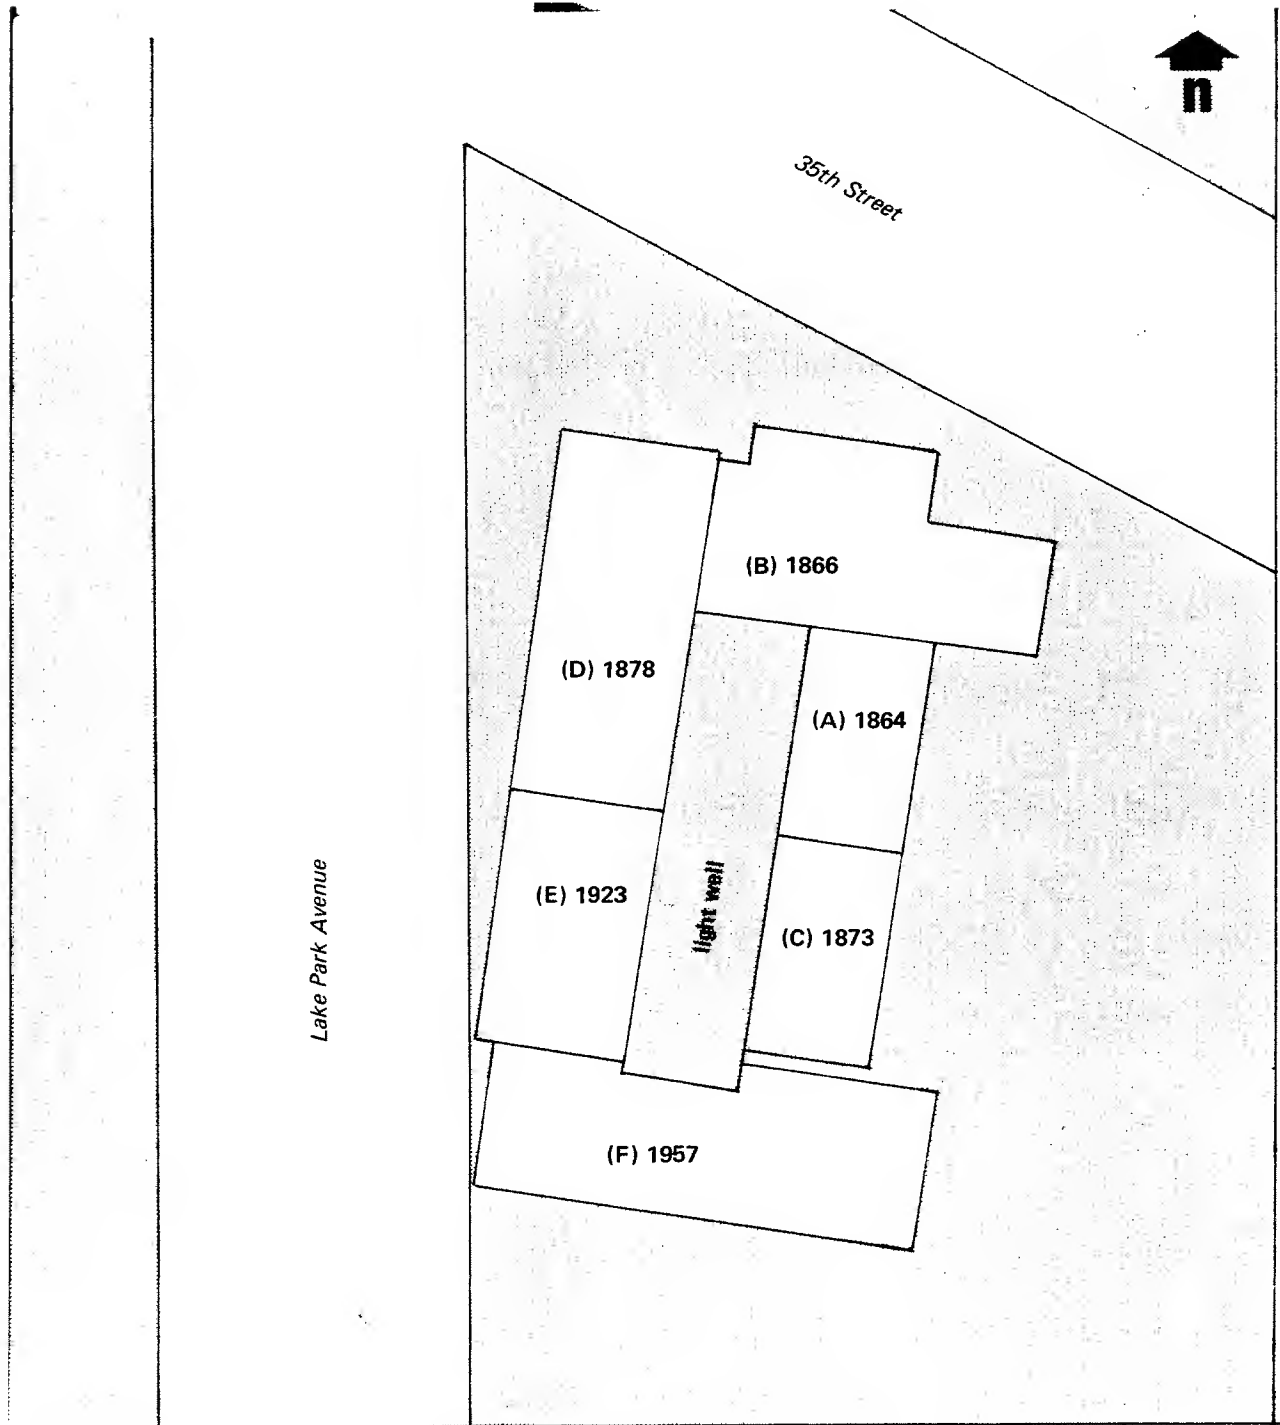 n
35th Street
(B) 1866
(D) 1878
(A) 1864
(E) 1923
light well
(C) 1873
Lake Park Avenue
(F) 1957